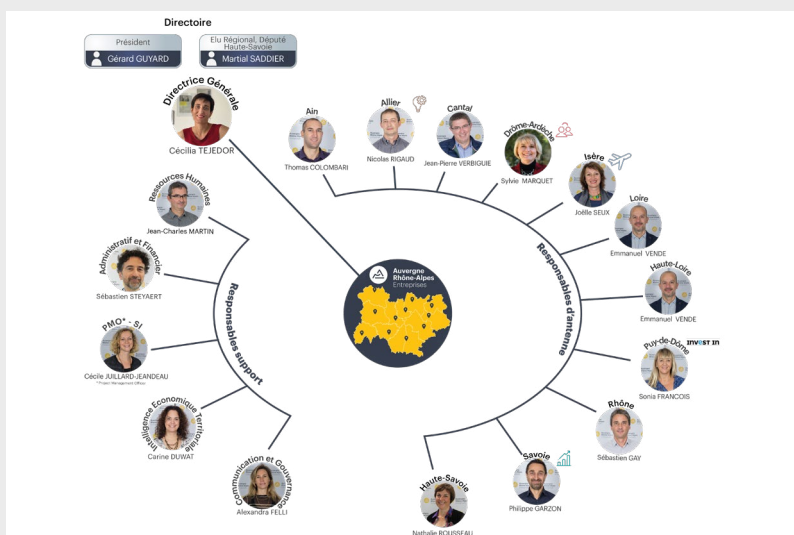 Directoire
Président
Gérard GUYARD
Elu Régional, Député
Haute-Savoie
Martial SADDIER
Directrice Générale
Cécilia TEJEDOR
Ain
Thomas COLOMBARI
Allier
Nicolas RIGAUD
Cantal
Jean-Pierre VERBIGUIE
Drôme-Ardèche
Sylvie MARQUET
Isère
Joëlle SEUX
Loire
Emmanuel VENDE
Haute-Loire
Emmanuel VENDE
Puy-de-Dôme
INVEST IN
Sonia FRANCOIS
Rhône
Sébastien GAY
Savoie
Philippe GARZON
Haute-Savoie
Nathalie ROUSSEAU
Responsables d'antenne
Auvergne
Rhône-Alpes
Entreprises
Responsables support
Ressources Humaines
Jean-Charles MARTIN
Administratif et Financier
Sébastien STEYAERT
PMO* - SI
Cécile JUILLARD-JEANDEAU
*Project Management Officer
Intelligence Economique Territoriale
Carine DUWAT
Communication et Gouvernance
Alexandra FELLI